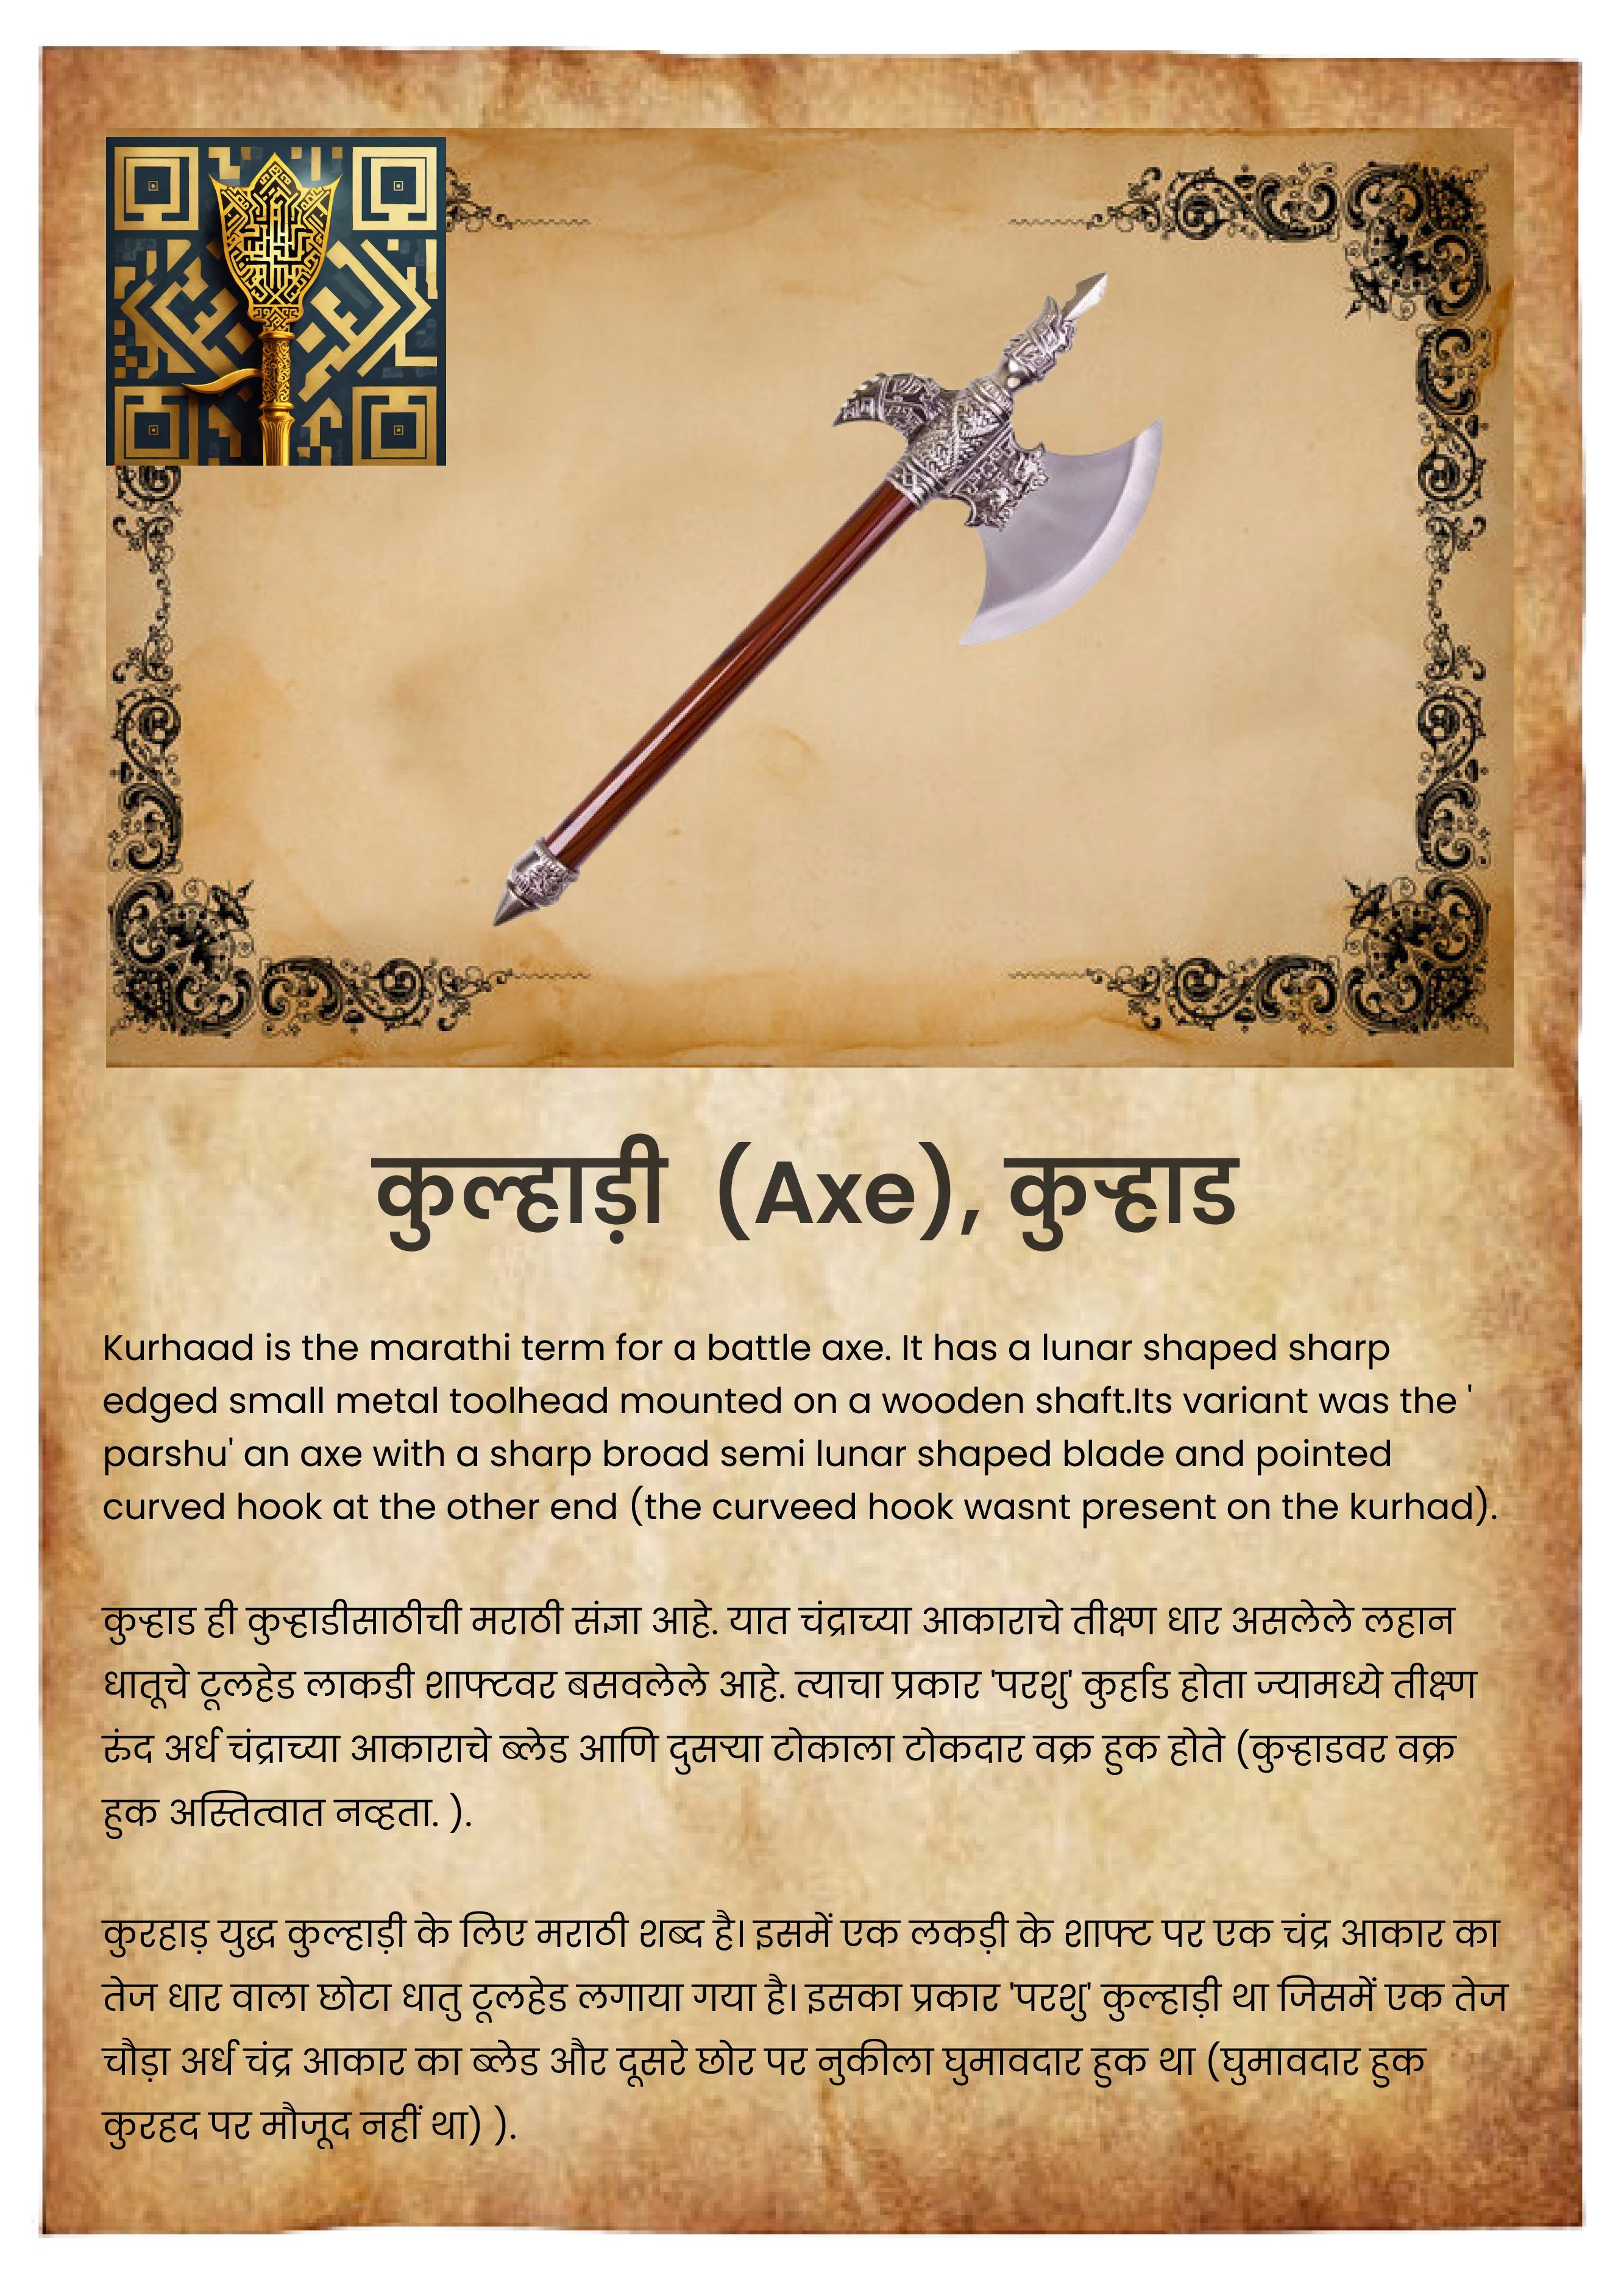 कुल्हाड़ी (Axe), कुऱ्हाड
Kurhaad is the marathi term for a battle axe. It has a lunar shaped sharp
edged small metal toolhead mounted on a wooden shaft.Its variant was the '
parshu' an axe with a sharp broad semi lunar shaped blade and pointed
curved hook at the other end (the curveed hook wasnt present on the kurhad).
कुऱ्हाड ही कुऱ्हाडीसाठीची मराठी संज्ञा आहे. यात चंद्राच्या आकाराचे तीक्ष्ण धार असलेले लहान
धातूचे टूलहेड लाकडी शाफ्टवर बसवलेले आहे. त्याचा प्रकार 'परशु' कुर्हाड होता ज्यामध्ये तीक्ष्ण
रुंद अर्ध चंद्राच्या आकाराचे ब्लेड आणि दुसऱ्या टोकाला टोकदार वक्र हुक होते (कुऱ्हाडवर वक्र
हुक अस्तित्वात नव्हता. ).
कुरहाड़ युद्ध कुल्हाड़ी के लिए मराठी शब्द है। इसमें एक लकड़ी के शाफ्ट पर एक चंद्र आकार का
तेज धार वाला छोटा धातु टूलहेड लगाया गया है। इसका प्रकार 'परशु' कुल्हाड़ी था जिसमें एक तेज
चौड़ा अर्ध चंद्र आकार का ब्लेड और दूसरे छोर पर नुकीला घुमावदार हुक था (घुमावदार हुक
कुरहद पर मौजूद नहीं था) ).